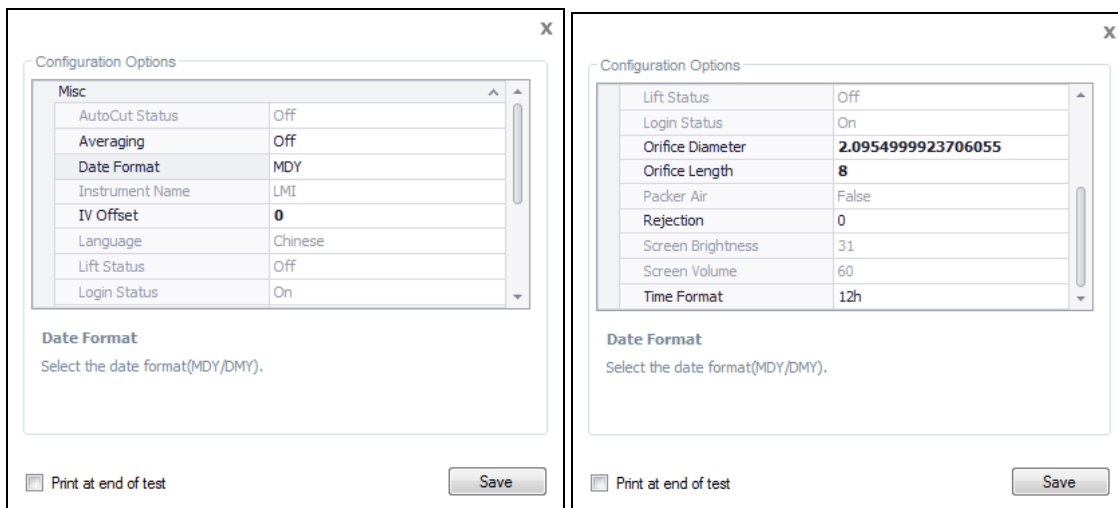 x
Configuration Options
Misc
AutoCut Status Off
Averaging Off
Date Format MDY
Instrument Name LMI
IV Offset 0
Language Chinese
Lift Status Off
Login Status On
Date Format
Select the date format(MDY/DMY).
Print at end of test Save
x
Configuration Options
Lift Status Off
Login Status On
Orifice Diameter 2.0954999923706055
Orifice Length 8
Packer Air False
Rejection 0
Screen Brightness 31
Screen Volume 60
Time Format 12h
Date Format
Select the date format(MDY/DMY).
Print at end of test Save